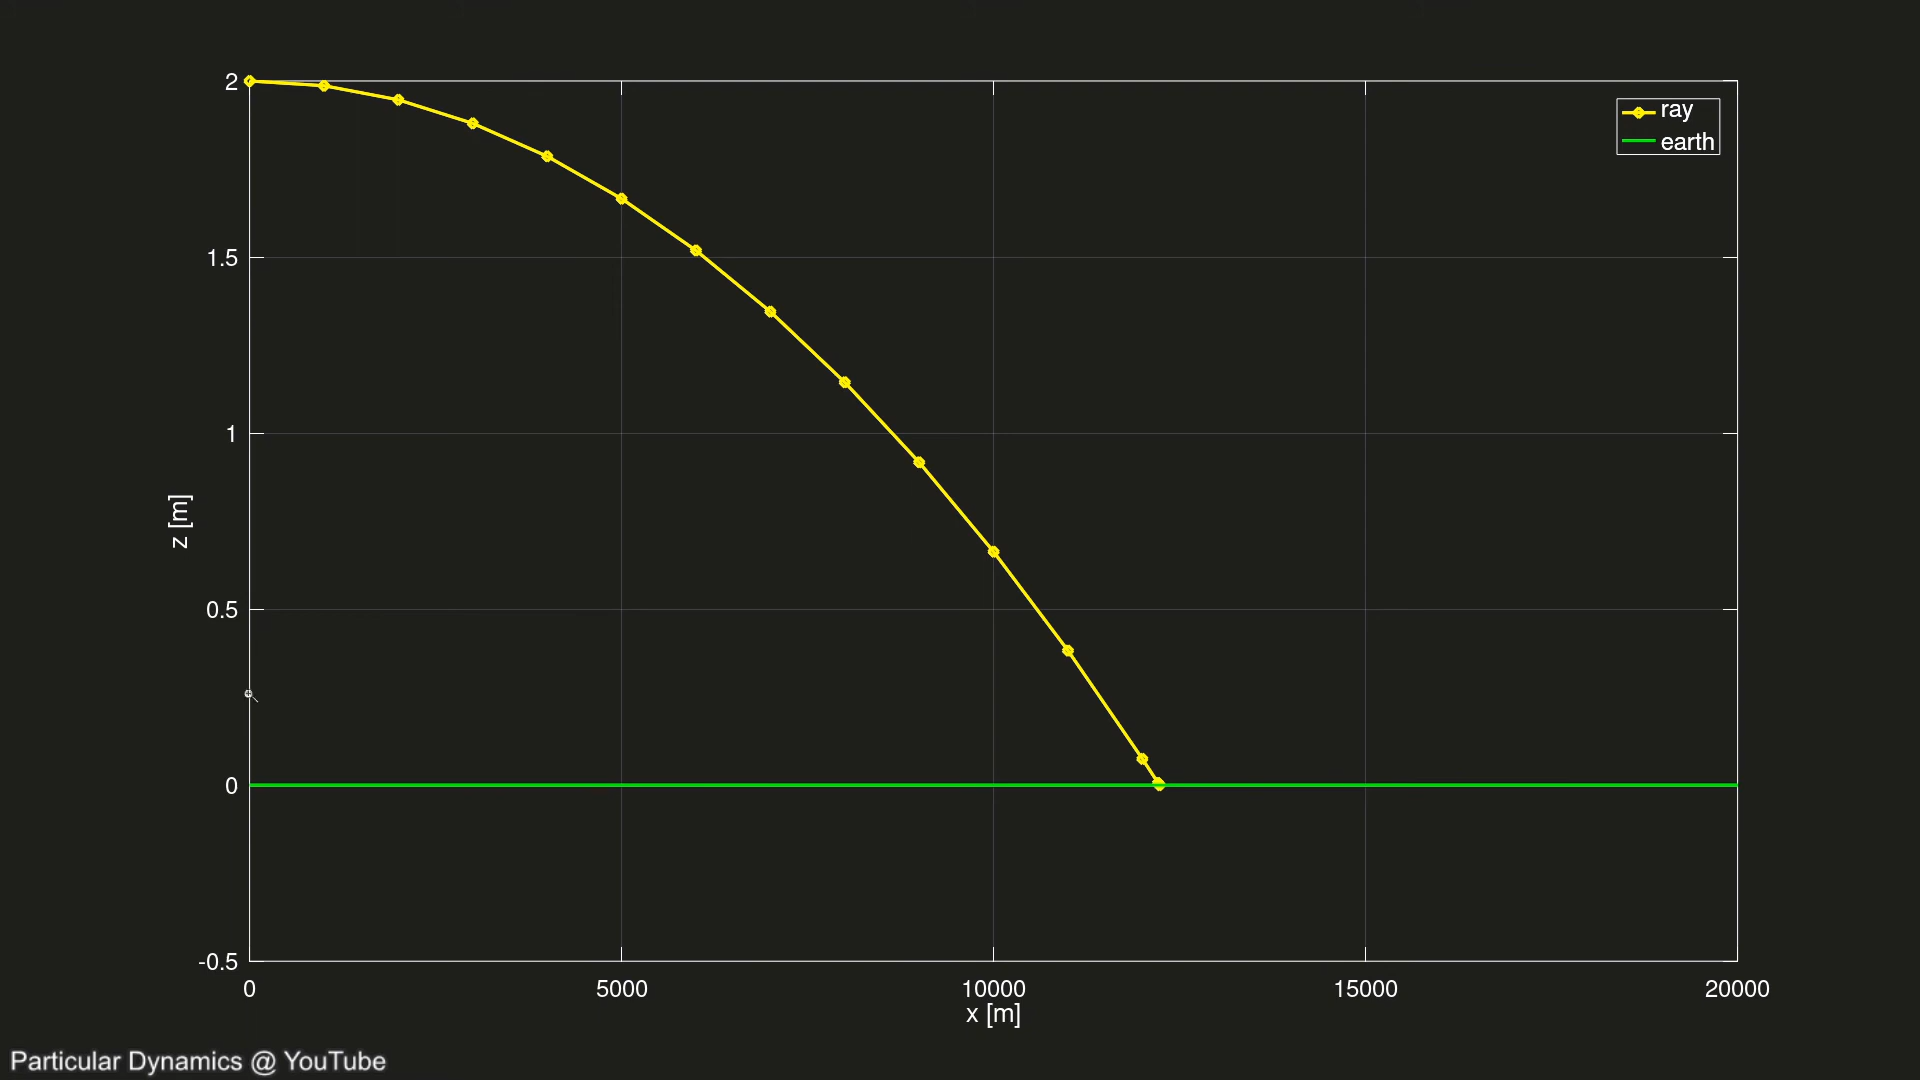 2
1.5
1
0.5
0
-0.5
z [m]
0 5000 10000 15000 20000
x [m]
ray
earth
Particular Dynamics @ YouTube